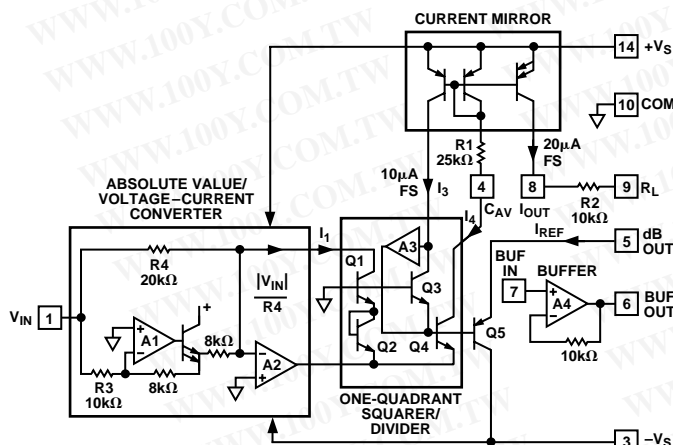 CURRENT MIRROR
14 +VS
10 COM
R1
25kΩ
10μA
FS
I3
20μA
FS
4
CAV
8
IOUT
R2
10kΩ
9 RL
ABSOLUTE VALUE/
VOLTAGE–CURRENT
CONVERTER
I1
I4
IREF
5 dB
OUT
R4
20kΩ
|VIN|
R4
A3
Q1
Q3
BUF
IN
7
BUFFER
A4
6 BUF
OUT
VIN 1
+
A1
8kΩ
Q2
Q4
Q5
A2
10kΩ
R3
10kΩ
8kΩ
ONE-QUADRANT
SQUARER/
DIVIDER
3 –VS
WWW.100Y.COM.TW